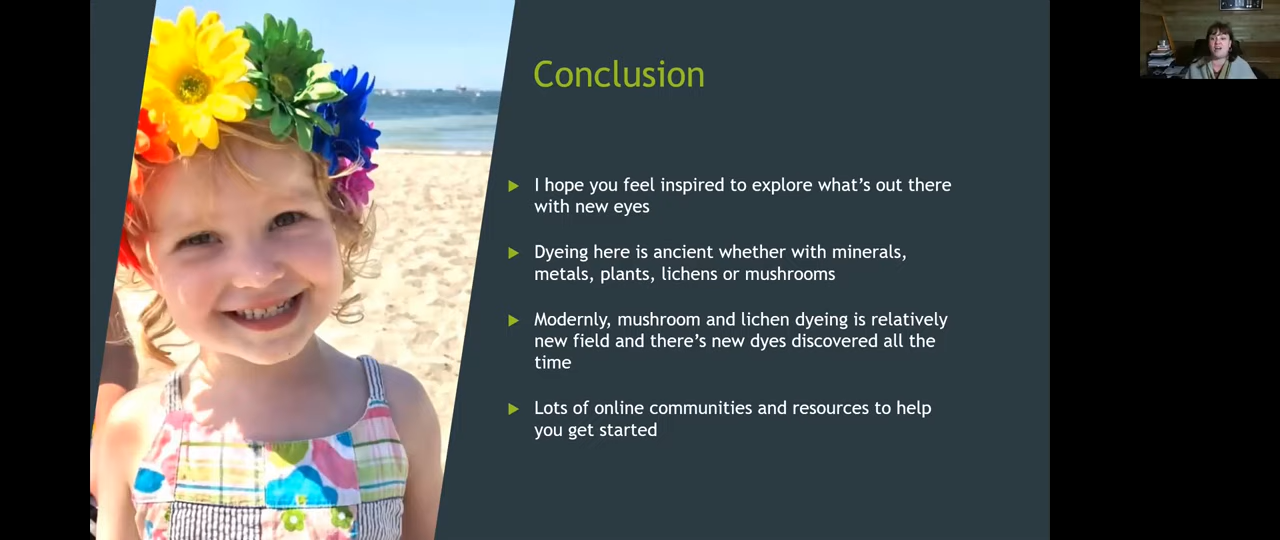 Conclusion
I hope you feel inspired to explore what's out there
with new eyes
Dyeing here is ancient whether with minerals,
metals, plants, lichens or mushrooms
Modernly, mushroom and lichen dyeing is relatively
new field and there's new dyes discovered all the
time
Lots of online communities and resources to help
you get started